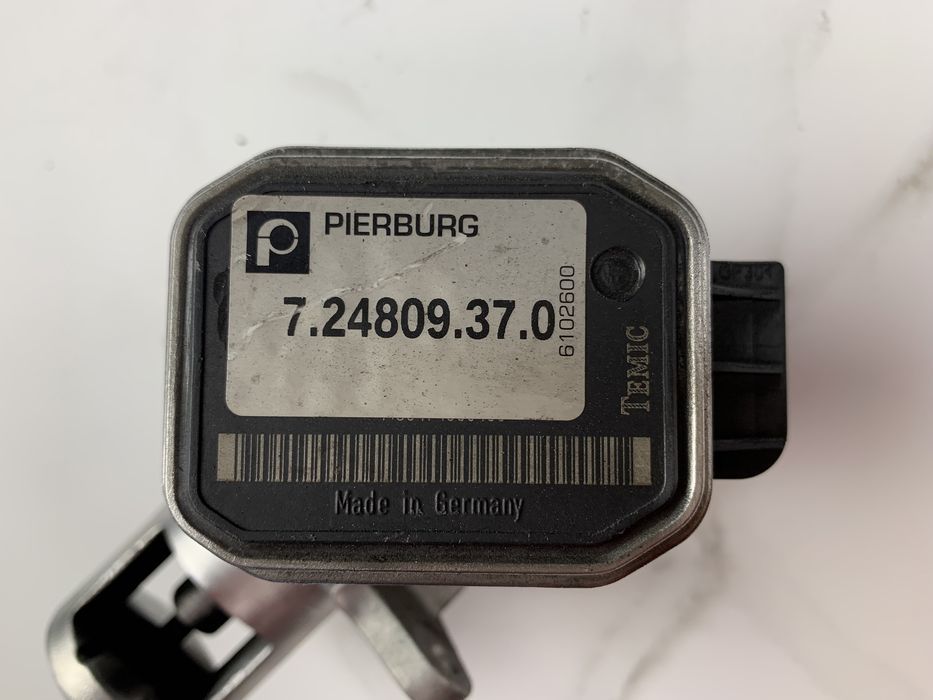 PIERBURG
7.24809.37.0
6102600
TEMIC
Made in Germany